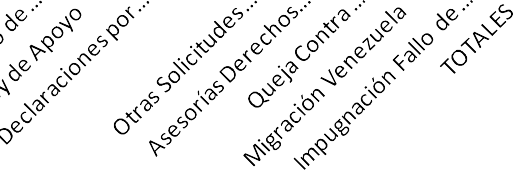 o de ...
y de Apoyo
Declaraciones por ...
Otras Solicitudes...
Asesorías Derechos...
Queja Contra ...
Migración Venezuela
Impugnación Fallo de ...
TOTALES